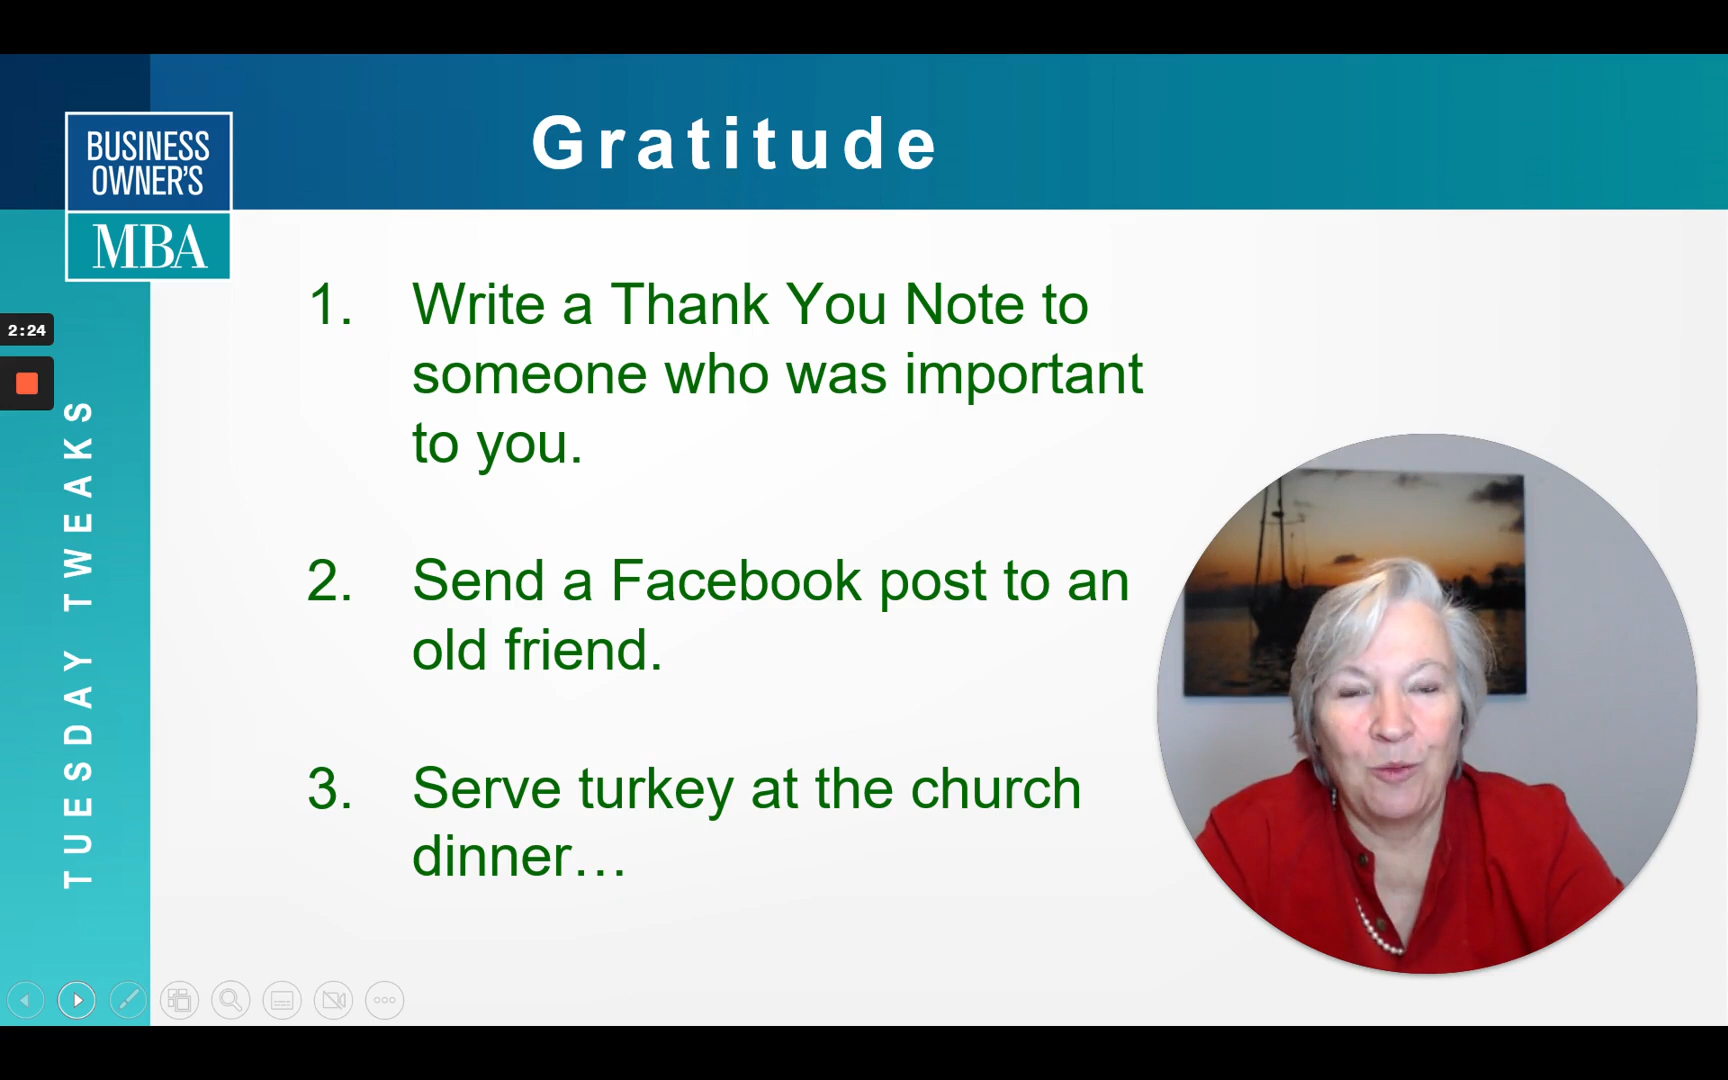 Gratitude
BUSINESS
OWNER'S
MBA
1. Write a Thank You Note to
someone who was important
to you.
2:24
2. Send a Facebook post to an
old friend.
3. Serve turkey at the church
dinner…
TUESDAY TWEAKS